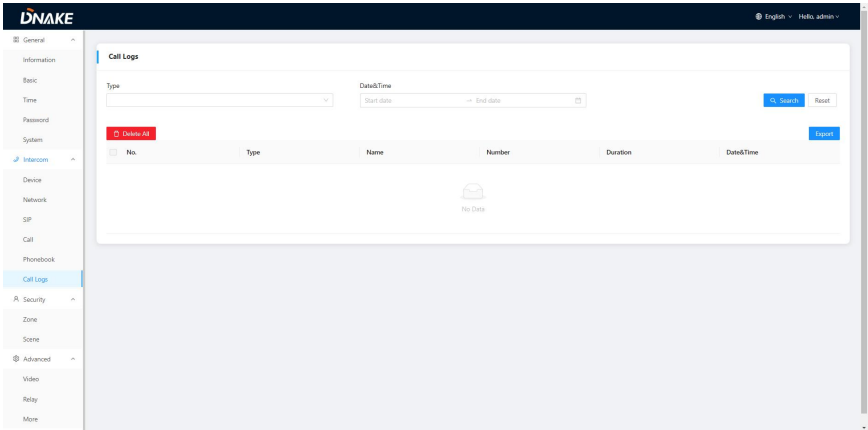 DNAKE
English
Hello, admin
General
Information
Basic
Time
Password
System
Intercom
Device
Network
SIP
Call
Phonebook
Call Logs
Security
Zone
Scene
Advanced
Video
Relay
More
Call Logs
Type
Date&Time
Start date
End date
Search
Reset
Delete All
Export
No. Type Name Number Duration Date&Time
No Data